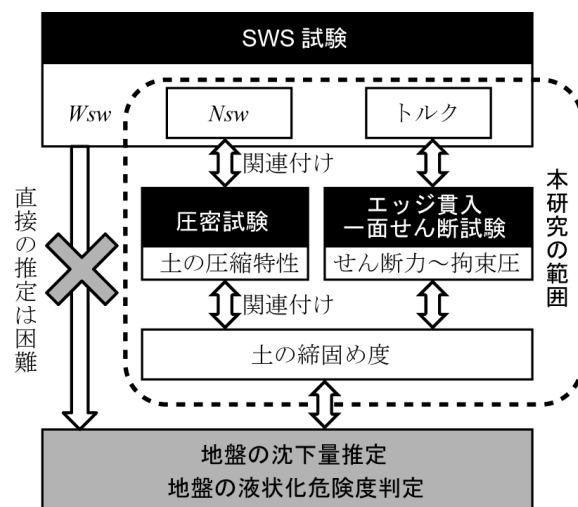 SWS 試験
Wsw
Nsw
トルク
関連付け
圧密試験
土の圧縮特性
エッジ貫入
一面せん断試験
せん断力～拘束圧
関連付け
土の締固め度
直接の推定は困難
本研究の範囲
地盤の沈下量推定
地盤の液状化危険度判定